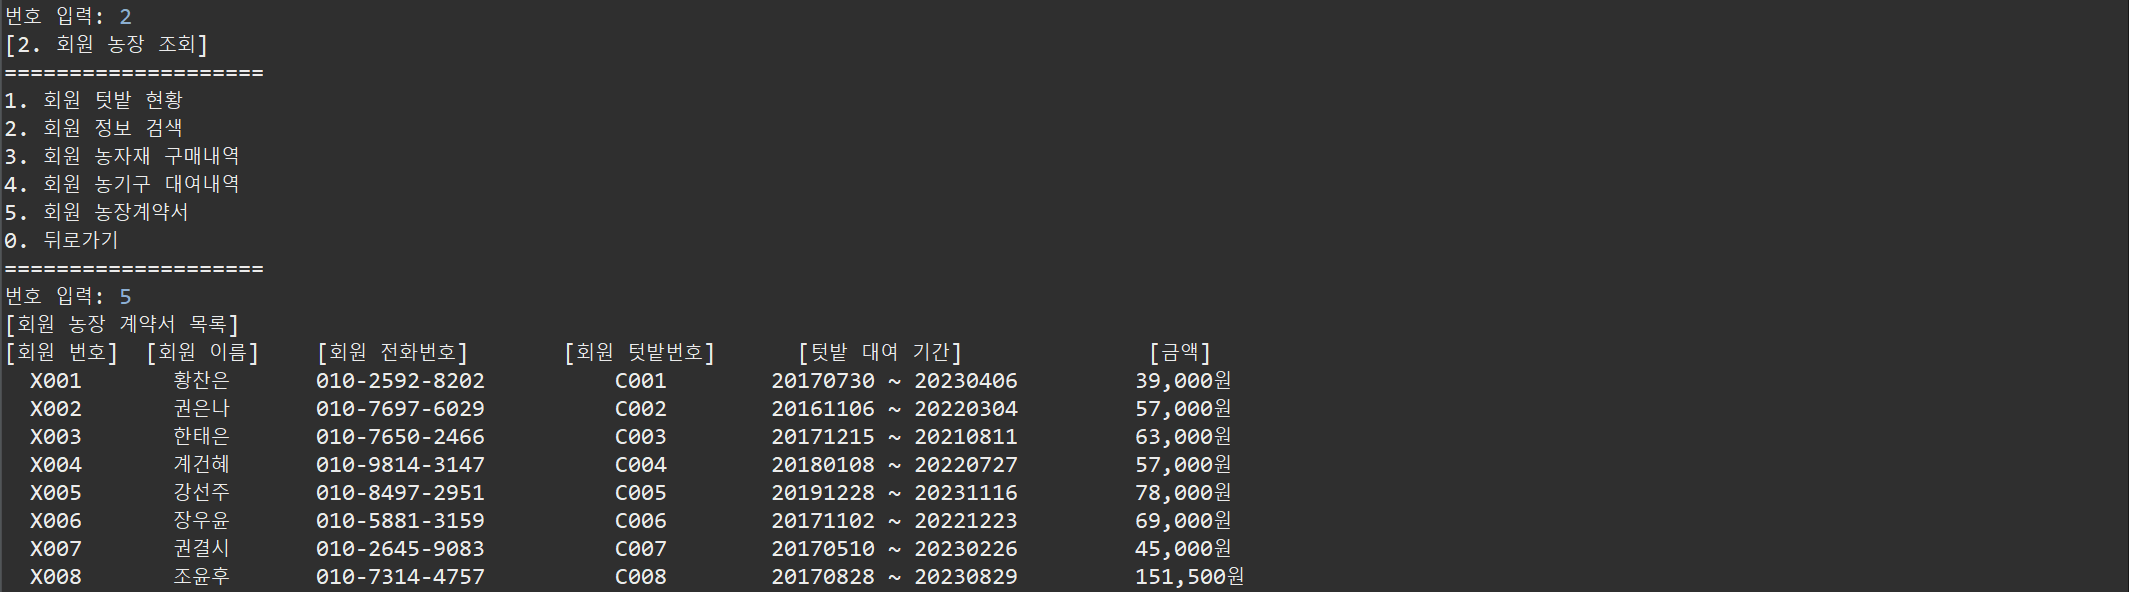 번호 입력: 2
[2. 회원 농장 조회]
====================
1. 회원 텃밭 현황
2. 회원 정보 검색
3. 회원 농자재 구매내역
4. 회원 농기구 대여내역
5. 회원 농장계약서
0. 뒤로가기
====================
번호 입력: 5
[회원 농장 계약서 목록]
[회원 번호] [회원 이름] [회원 전화번호] [회원 텃밭번호] [텃밭 대여 기간] [금액]
X001 황찬은 010-2592-8202 C001 20170730 ~ 20230406 39,000원
X002 권은나 010-7697-6029 C002 20161106 ~ 20220304 57,000원
X003 한태은 010-7650-2466 C003 20171215 ~ 20210811 63,000원
X004 계건혜 010-9814-3147 C004 20180108 ~ 20220727 57,000원
X005 강선주 010-8497-2951 C005 20191228 ~ 20231116 78,000원
X006 장우윤 010-5881-3159 C006 20171102 ~ 20221223 69,000원
X007 권결시 010-2645-9083 C007 20170510 ~ 20230226 45,000원
X008 조윤후 010-7314-4757 C008 20170828 ~ 20230829 151,500원